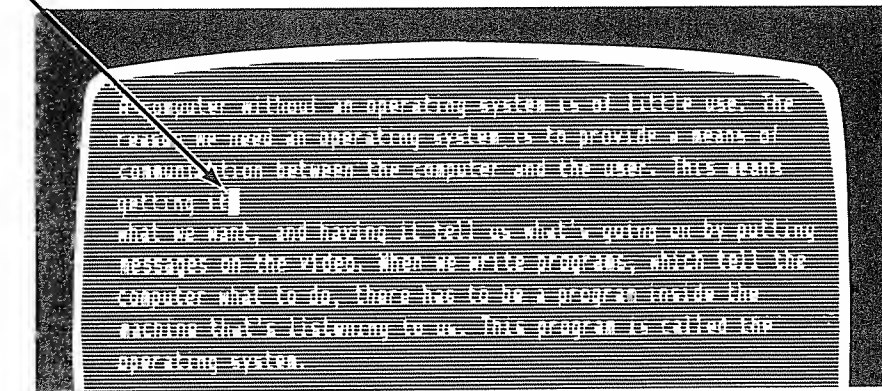 A computer without an operating system is of little use. The
reason we need an operating system is to provide a means of
communication between the computer and the user. This means
getting it
what we want, and having it tell us what's going on by putting
messages on the video. When we write programs, which tell the
computer what to do, there has to be a program inside the
machine that's listening to us. This program is called the
operating system.